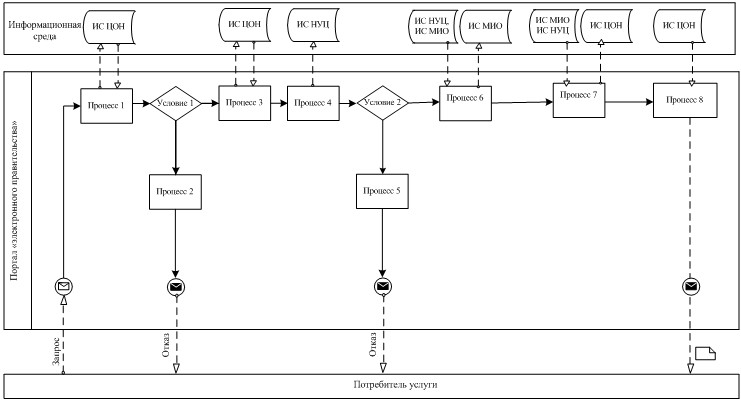 Информационная
среда
ИС ЦОН
ИС ЦОН
ИС НУЦ
ИС НУЦ,
ИС МИО
ИС МИО
ИС МИО
ИС НУЦ
ИС ЦОН
ИС ЦОН
Портал «электронного правительства»
Процесс 1
Условие 1
Процесс 3
Процесс 4
Условие 2
Процесс 6
Процесс 7
Процесс 8
Процесс 2
Процесс 5
Запрос
Отказ
Отказ
Потребитель услуги